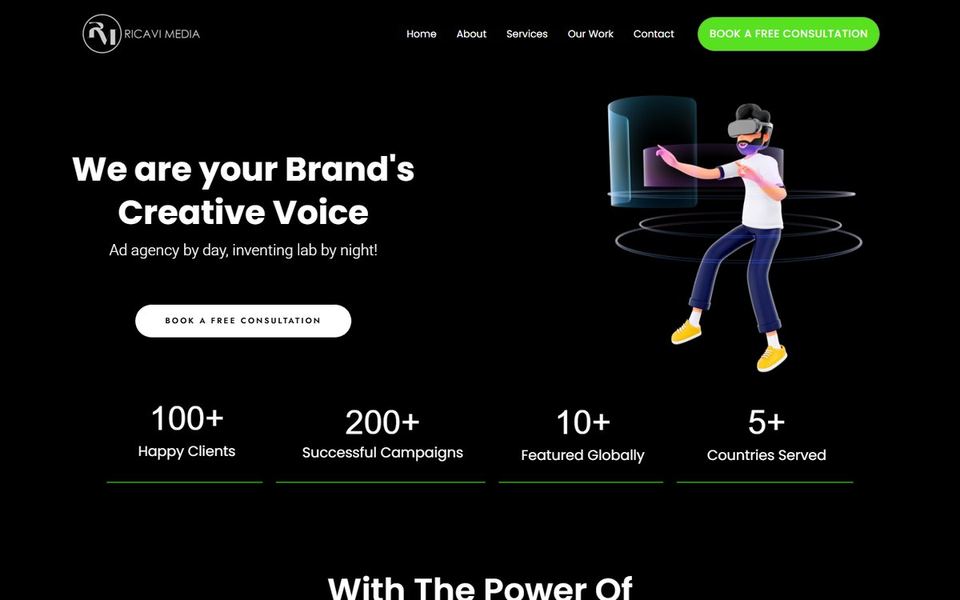 RICAVI MEDIA
Home About Services Our Work Contact BOOK A FREE CONSULTATION
We are your Brand's
Creative Voice
Ad agency by day, inventing lab by night!
BOOK A FREE CONSULTATION
100+ 200+ 10+ 5+
Happy Clients Successful Campaigns Featured Globally Countries Served
With The Power Of